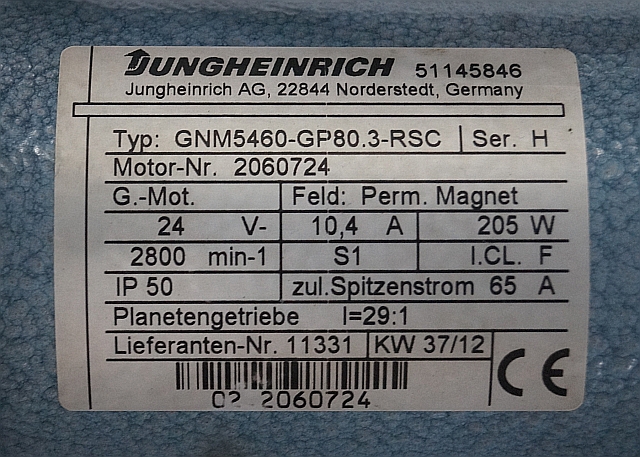 JUNGHEINRICH 51145846
Jungheinrich AG, 22844 Norderstedt, Germany
Typ: GNM5460-GP80.3-RSC Ser. H
Motor-Nr. 2060724
G.-Mot. Feld: Perm. Magnet
24 V- 10,4 A 205 W
2800 min-1 S1 I.CL. F
IP 50 zul.Spitzenstrom 65 A
Planetengetriebe I=29:1
Lieferanten-Nr. 11331 KW 37/12
CE
02 2060724